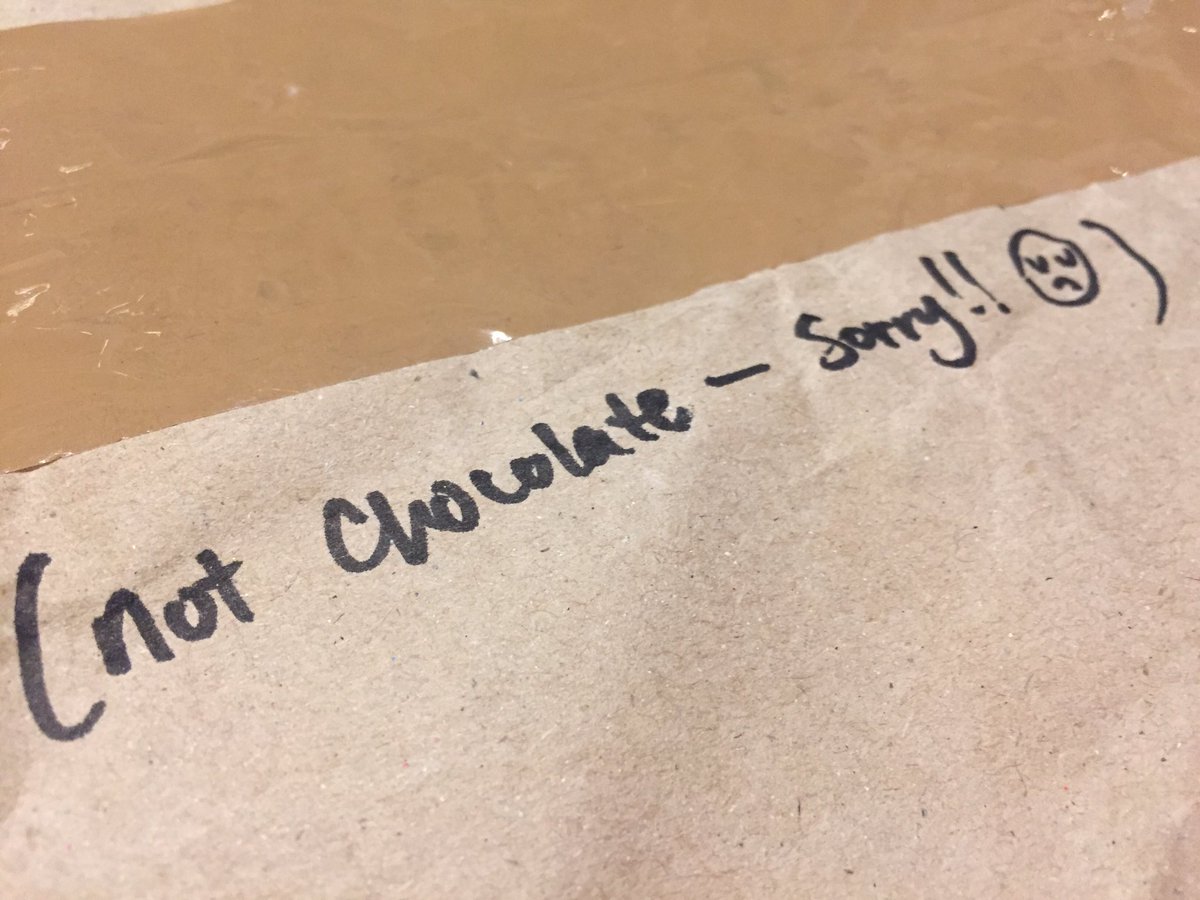 (not Chocolate - Sorry!! ☹)